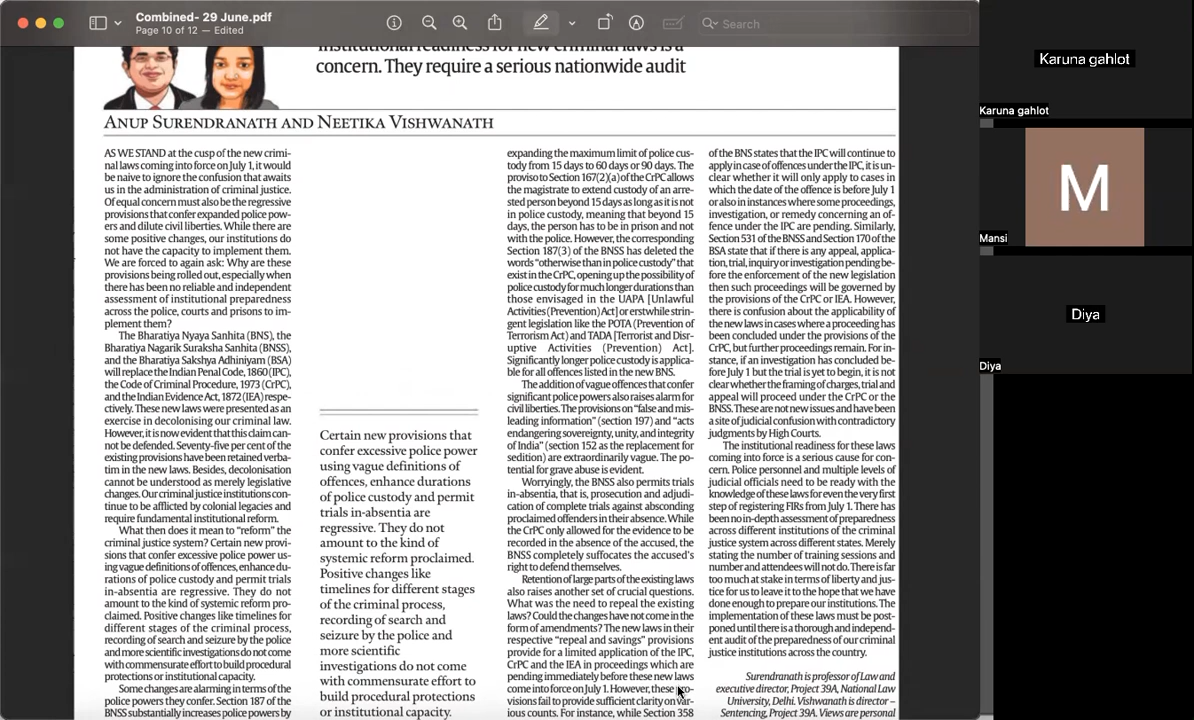 Combined- 29 June.pdf
Page 10 of 12 — Edited
Search
institutional readiness for new criminal laws is a
concern. They require a serious nationwide audit
ANUP SURENDRANATH AND NEETIKA VISHWANATH
AS WE STAND at the cusp of the new crimi-
nal laws coming into force on July 1, it would
be naive to ignore the confusion that awaits
us in the administration of criminal justice.
Of equal concern must also be the regressive
provisions that confer expanded police pow-
ers and dilute civil liberties. While there are
some positive changes, our institutions do
not have the capacity to implement them.
We are forced to again ask: Why are these
provisions being rolled out, especially when
there has been no reliable and independent
assessment of institutional preparedness
across the police, courts and prisons to im-
plement them?
The Bharatiya Nyaya Sanhita (BNS), the
Bharatiya Nagarik Suraksha Sanhita (BNSS),
and the Bharatiya Sakshya Adhiniyam (BSA)
will replace the Indian Penal Code, 1860 (IPC),
the Code of Criminal Procedure, 1973 (CrPC),
and the Indian Evidence Act, 1872 (IEA) respe-
ctively. These new laws were presented as an
exercise in decolonising our criminal law.
However, it is now evident that this claim can-
not be defended. Seventy-five per cent of the
existing provisions have been retained verba-
tim in the new laws. Besides, decolonisation
cannot be understood as merely legislative
changes. Our criminal justice institutions con-
tinue to be afflicted by colonial legacies and
require fundamental institutional reform.
What then does it mean to "reform" the
criminal justice system? Certain new provi-
sions that confer excessive police power us-
ing vague definitions of offences, enhance du-
rations of police custody and permit trials
in-absentia are regressive. They do not
amount to the kind of systemic reform pro-
claimed. Positive changes like timelines for
different stages of the criminal process,
recording of search and seizure by the police
and more scientific investigations do not come
with commensurate effort to build procedural
protections or institutional capacity.
Some changes are alarming in terms of the
police powers they confer. Section 187 of the
BNSS substantially increases police powers by
Certain new provisions that
confer excessive police power
using vague definitions of
offences, enhance durations
of police custody and permit
trials in-absentia are
regressive. They do not
amount to the kind of
systemic reform proclaimed.
Positive changes like
timelines for different stages
of the criminal process,
recording of search and
seizure by the police and
more scientific
investigations do not come
with commensurate effort to
build procedural protections
or institutional capacity.
expanding the maximum limit of police cus-
tody from 15 days to 60 days or 90 days. The
proviso to Section 167(2)(a) of the CrPC allows
the magistrate to extend custody of an arre-
sted person beyond 15 days as long as it is not
in police custody, meaning that beyond 15
days, the person has to be in prison and not
with the police. However, the corresponding
Section 187(3) of the BNSS has deleted the
words "otherwise than in police custody" that
exist in the CrPC, opening up the possibility of
police custody for much longer durations than
those envisaged in the UAPA [Unlawful
Activities (Prevention) Act] or erstwhile strin-
gent legislation like the POTA (Prevention of
Terrorism Act) and TADA [Terrorist and Disr-
uptive Activities (Prevention) Act].
Significantly longer police custody is applica-
ble for all offences listed in the new BNS.
The addition of vague offences that confer
significant police powers also raises alarm for
civil liberties. The provisions on "false and mis-
leading information" (section 197) and "acts
endangering sovereignty, unity, and integrity
of India" (section 152 as the replacement for
sedition) are extraordinarily vague. The po-
tential for grave abuse is evident.
Worryingly, the BNSS also permits trials
in-absentia, that is, prosecution and adjudi-
cation of complete trials against absconding
proclaimed offenders in their absence. While
the CrPC only allowed for the evidence to be
recorded in the absence of the accused, the
BNSS completely suffocates the accused's
right to defend themselves.
Retention of large parts of the existing laws
also raises another set of crucial questions.
What was the need to repeal the existing
laws? Could the changes have not come in the
form of amendments? The new laws in their
respective "repeal and savings" provisions
provide for a limited application of the IPC,
CrPC and the IEA in proceedings which are
pending immediately before these new laws
come into force on July 1. However, these pro-
visions fail to provide sufficient clarity on var-
ious counts. For instance, while Section 358
of the BNS states that the IPC will continue to
apply in case of offences under the IPC, it is un-
clear whether it will only apply to cases in
which the date of the offence is before July 1
or also in instances where some proceedings,
investigation, or remedy concerning an of-
fence under the IPC are pending. Similarly,
Section 531 of the BNSS and Section 170 of the
BSA state that if there is any appeal, applica-
tion, trial, inquiry or investigation pending be-
fore the enforcement of the new legislation
then such proceedings will be governed by
the provisions of the CrPC or IEA. However,
there is confusion about the applicability of
the new laws in cases where a proceeding has
been concluded under the provisions of the
CrPC, but further proceedings remain. For in-
stance, if an investigation has concluded be-
fore July 1 but the trial is yet to begin, it is not
clear whether the framing of charges, trial and
appeal will proceed under the CrPC or the
BNSS. These are not new issues and have been
a site of judicial confusion with contradictory
judgments by High Courts.
The institutional readiness for these laws
coming into force is a serious cause for con-
cern. Police personnel and multiple levels of
judicial officials need to be ready with the
knowledge of these laws for even the very first
step of registering FIRs from July 1. There has
been no in-depth assessment of preparedness
across different institutions of the criminal
justice system across different states. Merely
stating the number of training sessions and
number and attendees will not do. There is far
too much at stake in terms of liberty and jus-
tice for us to leave it to the hope that we have
done enough to prepare our institutions. The
implementation of these laws must be post-
poned until there is a thorough and independ-
ent audit of the preparedness of our criminal
justice institutions across the country.
Surendranath is professor of Law and
executive director, Project 39A, National Law
University, Delhi. Vishwanath is director –
Sentencing, Project 39A. Views are personal
Karuna gahlot
Karuna gahlot
M
Mansi
Diya
Diya